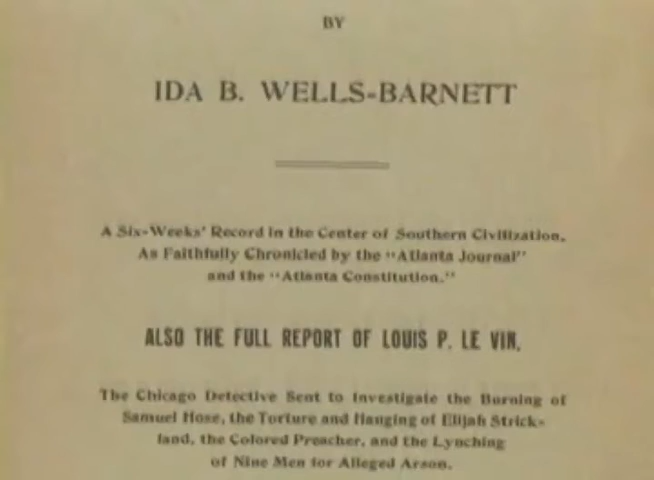 BY
IDA B. WELLS-BARNETT
A Six-Weeks' Record in the Center of Southern Civilization,
As Faithfully Chronicled by the "Atlanta Journal"
and the "Atlanta Constitution."
ALSO THE FULL REPORT OF LOUIS P. LE VIN,
The Chicago Detective Sent to Investigate the Burning of
Samuel Hose, the Torture and Hanging of Elijah Strick-
land, the Colored Preacher, and the Lynching
of Nine Men for Alleged Arson.